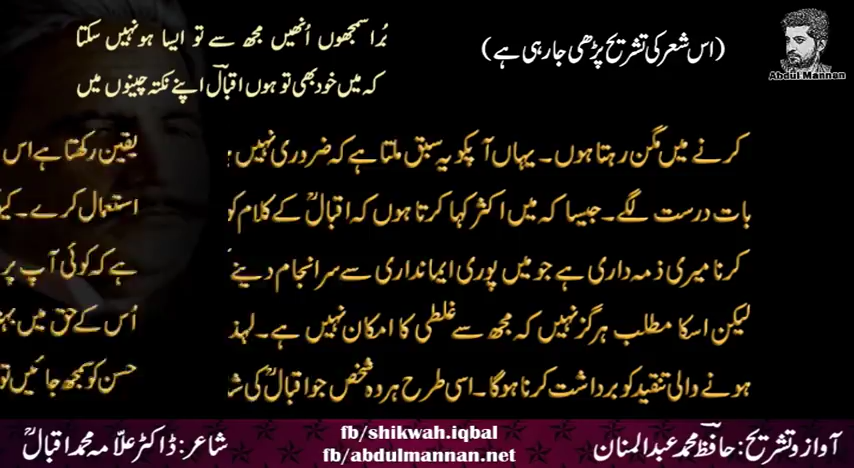 بُرا سمجھوں اُنھیں مجھ سے تو ایسا ہو نہیں سکتا
کہ میں خود بھی تو ہوں اقبالؔ اپنے نکتہ چینوں میں
(اس شعر کی تشریح پڑھی جا رہی ہے)
Abdul Mannan
کرنے میں مگن رہتا ہوں۔ یہاں آپکو یہ سبق ملتا ہے کہ ضروری نہیں
بات درست لگے۔ جیسا کہ میں اکثر کہا کرتا ہوں کہ اقبالؒ کے کلام کو
کرنا میری ذمہ داری ہے جو میں پوری ایمانداری سے سرانجام دینے
لیکن اسکا مطلب ہرگز نہیں کہ مجھ سے غلطی کا امکان نہیں ہے۔
ہونے والی تنقید کو برداشت کرنا ہوگا۔ اسی طرح ہر وہ شخص جو اقبالؒ کی
یقین رکھتا ہے اس
استعمال کرے۔
ہے کہ کوئی آپ پر
اُس کے حق میں
حسن کو سمجھ جائیں تو
آواز و تشریح: حافظ محمد عبدالمنان
fb/shikwah.iqbal
fb/abdulmannan.net
شاعر: ڈاکٹر علّامہ محمد اقبالؒ